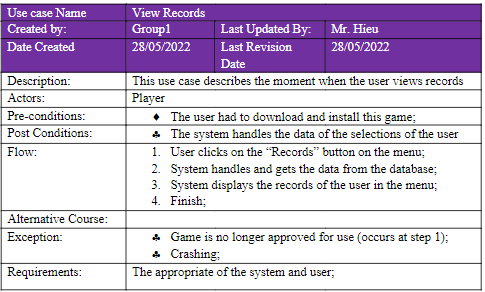 Use case Name View Records
Created by: Group1 Last Updated By: Mr. Hieu
Date Created 28/05/2022 Last Revision Date 28/05/2022
Description: This use case describes the moment when the user views records
Actors: Player
Pre-conditions: ♦ The user had to download and install this game;
Post Conditions: ♣ The system handles the data of the selections of the user
Flow: 1. User clicks on the “Records” button on the menu;
2. System handles and gets the data from the database;
3. System displays the records of the user in the menu;
4. Finish;
Alternative Course:
Exception: ♣ Game is no longer approved for use (occurs at step 1);
♣ Crashing;
Requirements: The appropriate of the system and user;